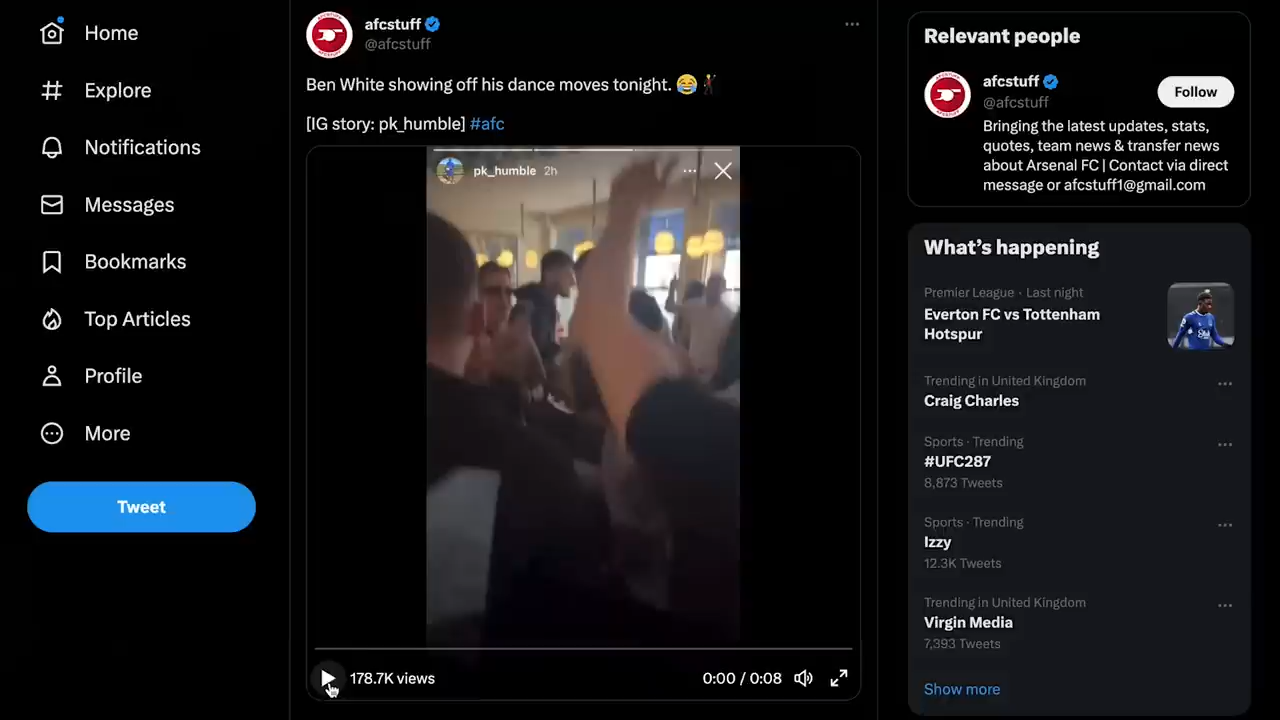 Home
Explore
Notifications
Messages
Bookmarks
Top Articles
Profile
More
Tweet
afcstuff
@afcstuff
Ben White showing off his dance moves tonight. 😂🕺
[IG story: pk_humble] #afc
pk_humble 2h
178.7K views
0:00 / 0:08
Relevant people
afcstuff
@afcstuff
Follow
Bringing the latest updates, stats,
quotes, team news & transfer news
about Arsenal FC | Contact via direct
message or afcstuff1@gmail.com
What's happening
Premier League · Last night
Everton FC vs Tottenham
Hotspur
Trending in United Kingdom
Craig Charles
Sports · Trending
#UFC287
8,873 Tweets
Sports · Trending
Izzy
12.3K Tweets
Trending in United Kingdom
Virgin Media
7,393 Tweets
Show more